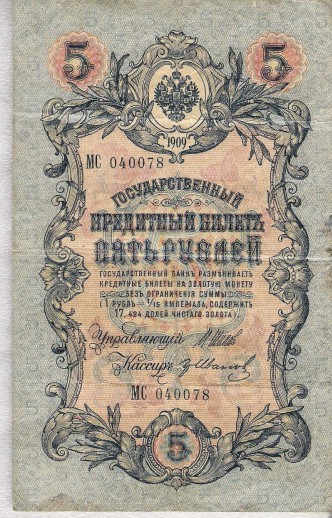 5 5
1909
МС 040078
ГОСУДАРСТВЕННЫЙ
КРЕДИТНЫЙ БИЛЕТЪ
ПЯТЬ РУБЛЕЙ
ГОСУДАРСТВЕННЫЙ БАНКЪ РАЗМѢНИВАЕТЪ
КРЕДИТНЫЕ БИЛЕТЫ НА ЗОЛОТУЮ МОНЕТУ
БЕЗЪ ОГРАНИЧЕНІЯ СУММЫ
(1 РУБЛЬ = 1/15 ИМПЕРІАЛА, СОДЕРЖИТЪ
17,424 ДОЛЕЙ ЧИСТАГО ЗОЛОТА)
Управляющій
Кассиръ
МС 040078
5